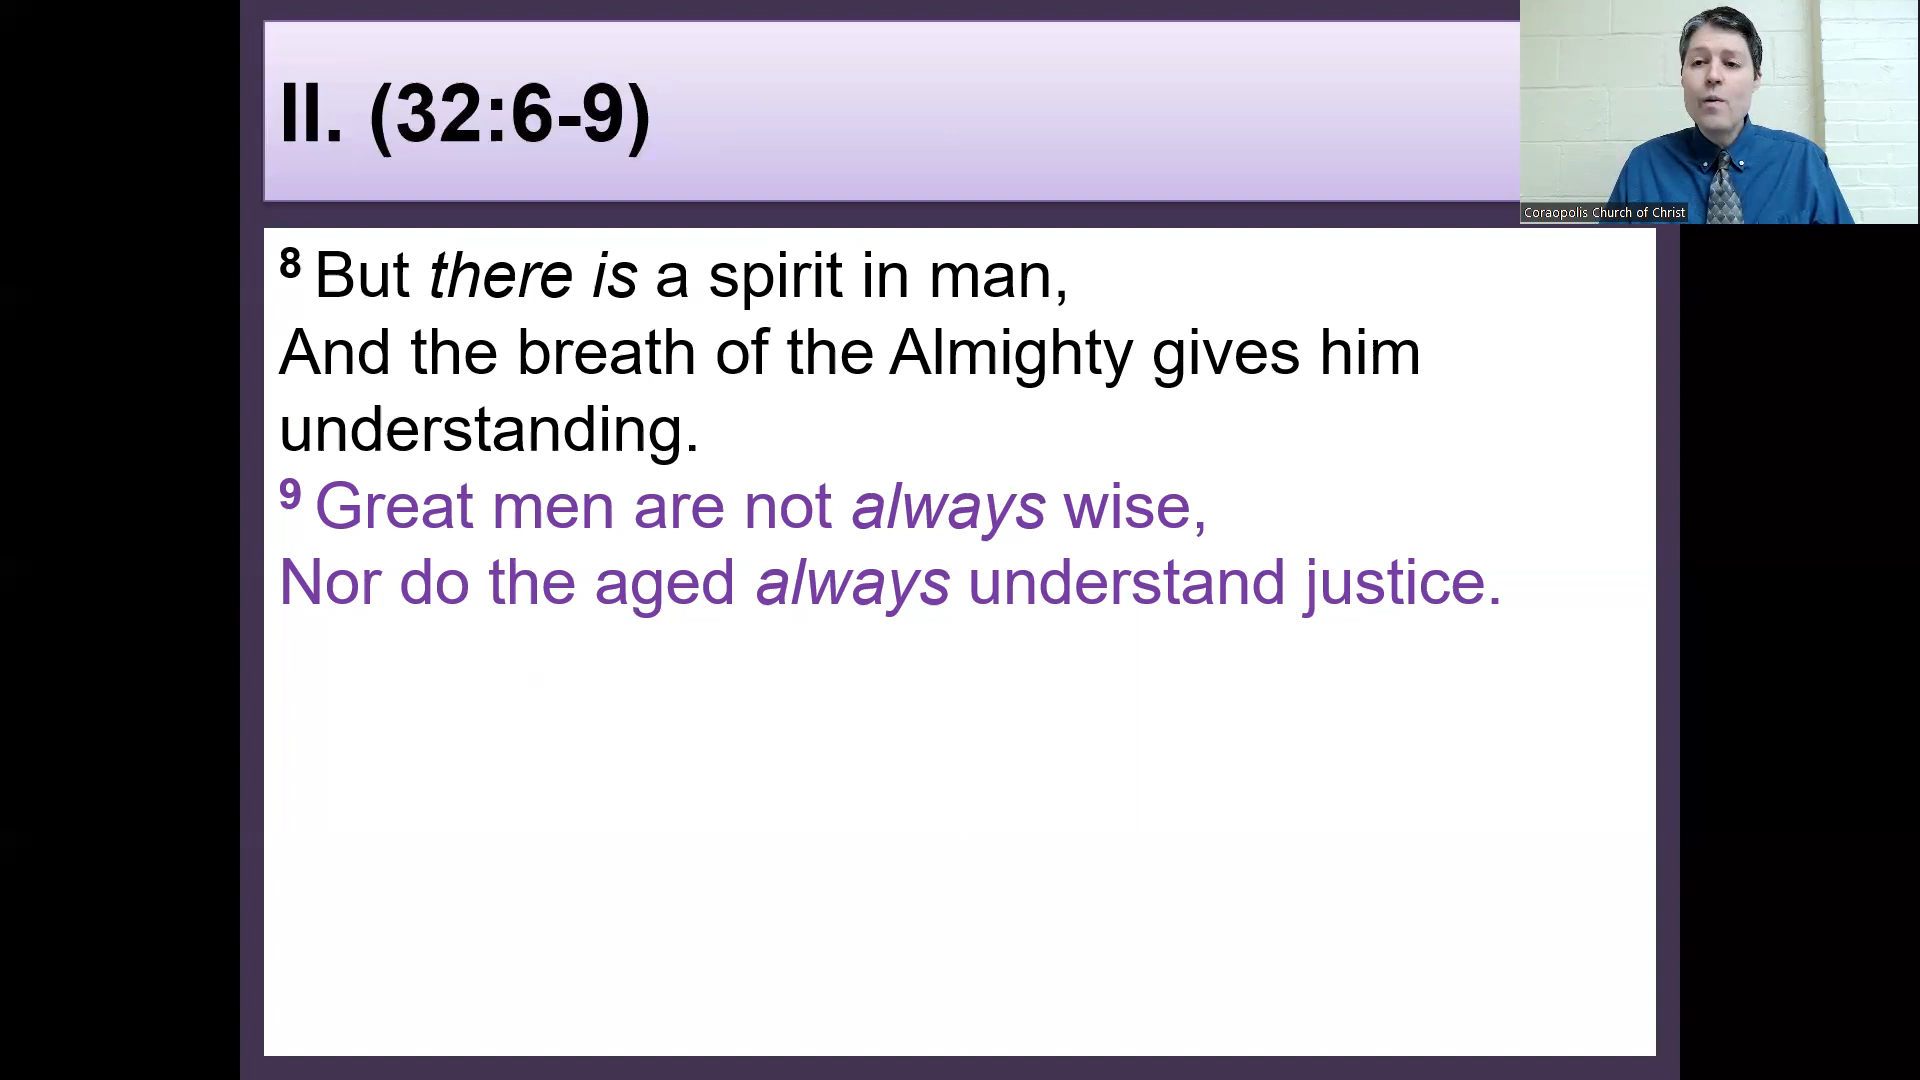 II. (32:6-9)
Coraopolis Church of Christ
8 But there is a spirit in man,
And the breath of the Almighty gives him
understanding.
9 Great men are not always wise,
Nor do the aged always understand justice.